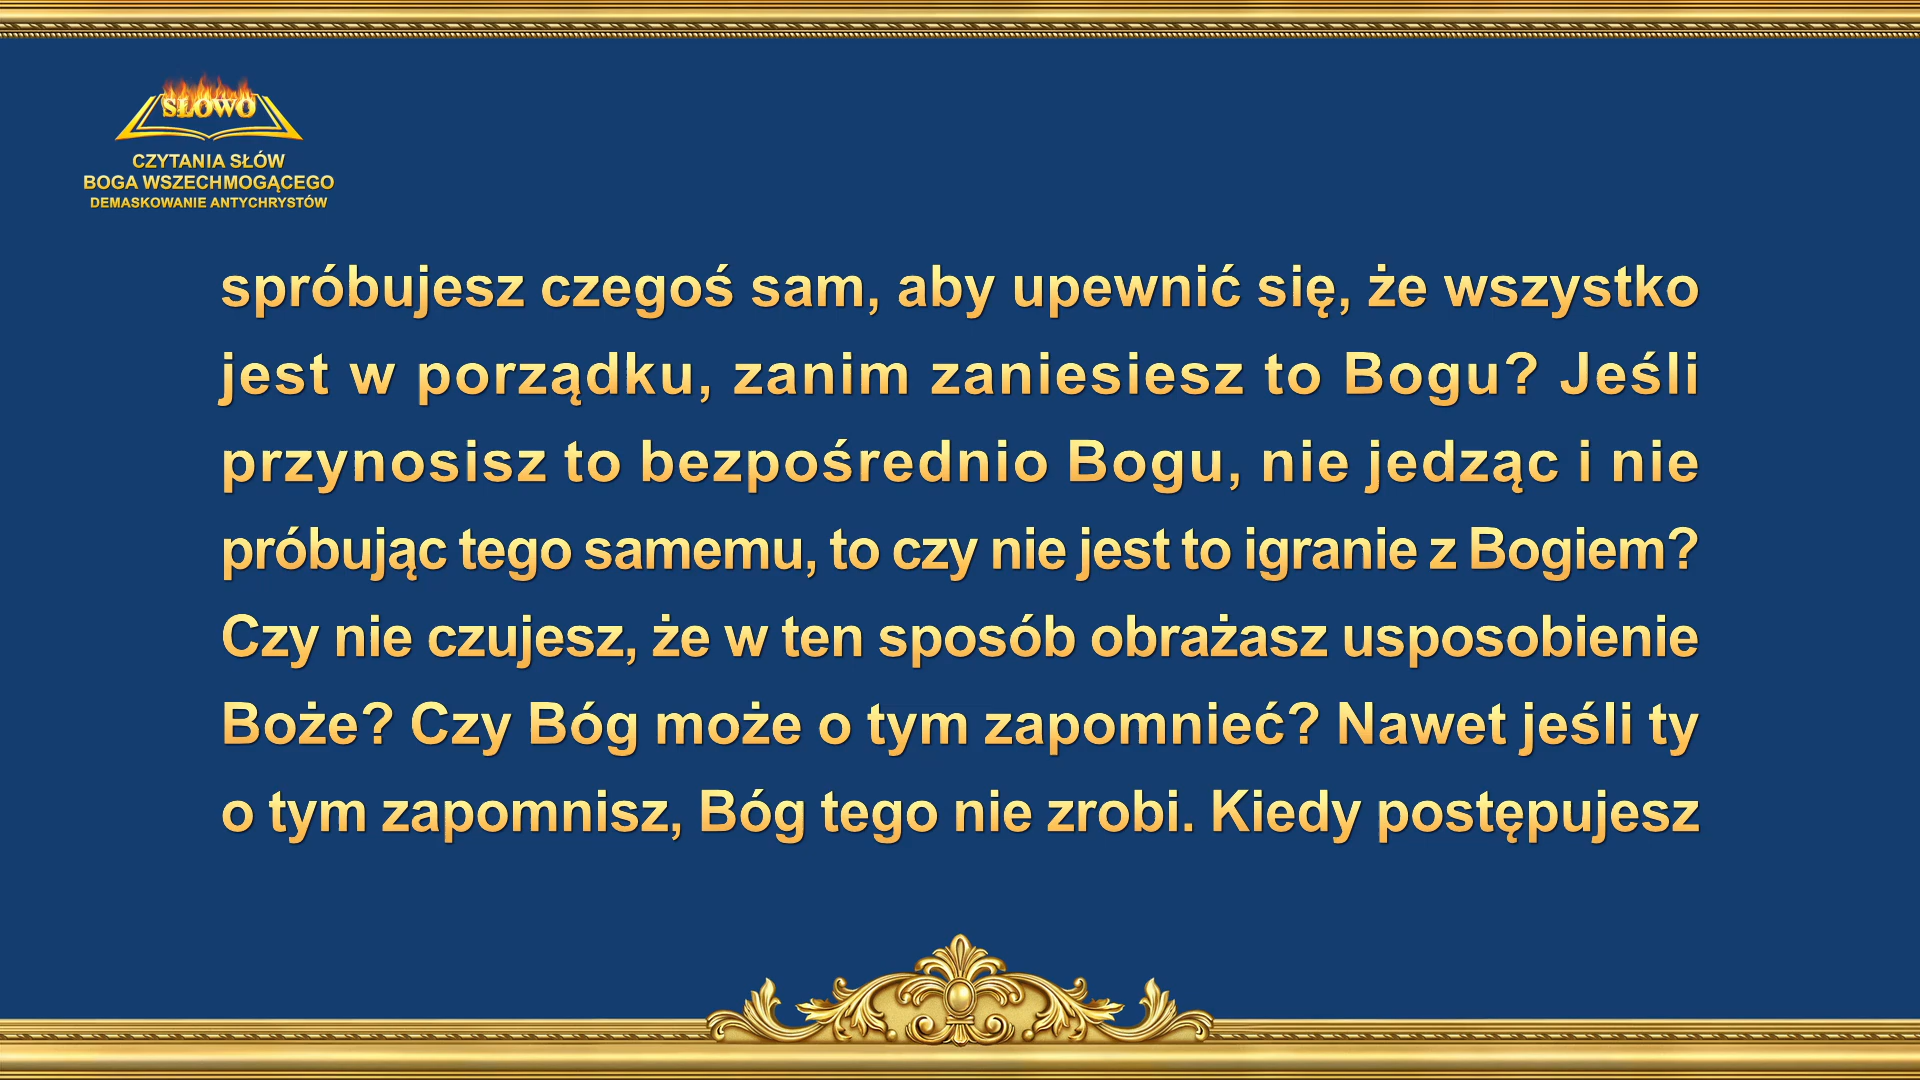 SŁOWO
CZYTANIA SŁÓW
BOGA WSZECHMOGĄCEGO
DEMASKOWANIE ANTYCHRYSTÓW
spróbujesz czegoś sam, aby upewnić się, że wszystko
jest w porządku, zanim zaniesiesz to Bogu? Jeśli
przynosisz to bezpośrednio Bogu, nie jedząc i nie
próbując tego samemu, to czy nie jest to igranie z Bogiem?
Czy nie czujesz, że w ten sposób obrażasz usposobienie
Boże? Czy Bóg może o tym zapomnieć? Nawet jeśli ty
o tym zapomnisz, Bóg tego nie zrobi. Kiedy postępujesz